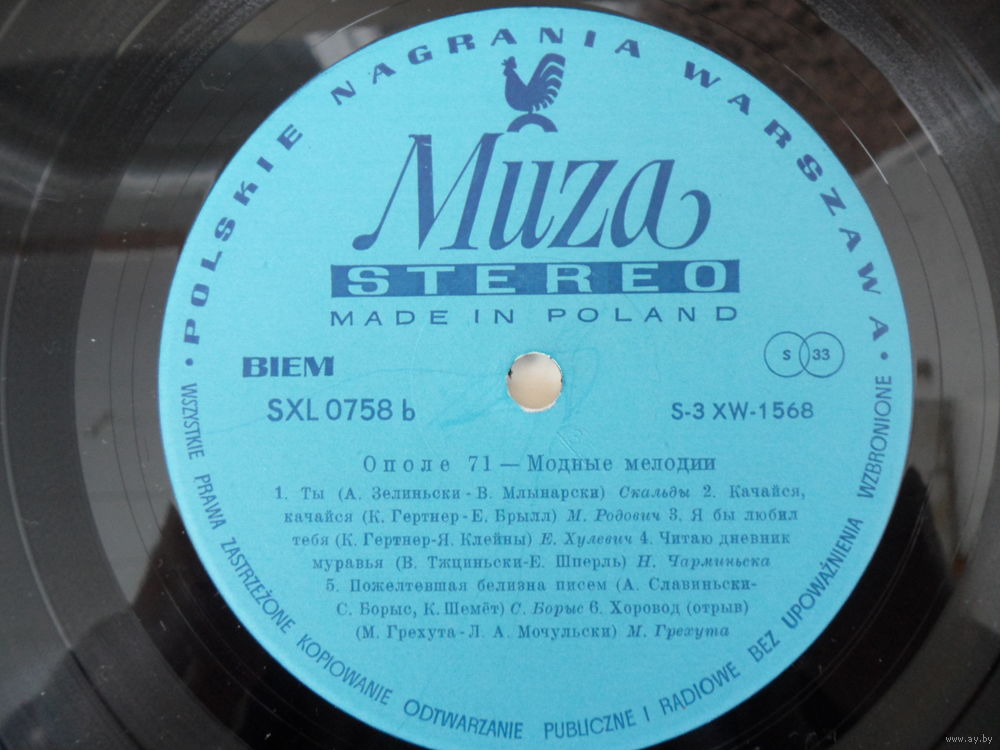 • POLSKIE NAGRANIA WARSZAWA •
Muza
STEREO
MADE IN POLAND
BIEM
S 33
SXL 0758 b
S-3 XW-1568
Ополе 71 — Модные мелодии
1. Ты (А. Зелиньски - В. Млынарски) Скальды 2. Качайся,
качайся (К. Гертнер - Е. Брылл) М. Родович 3. Я бы любил
тебя (К. Гертнер-Я. Клейны) Е. Хулевич 4. Читаю дневник
муравья (В. Тжциньски-Е. Шперль) Н. Чарминьска
5. Пожелтевшая белизна писем (А. Славиньски-
С. Борыс, К. Шемёт) С. Борыс 6. Хоровод (отрыв)
(М. Грехута - Л. А. Мочульски) М. Грехута
WSZYSTKIE PRAWA ZASTRZEŻONE KOPIOWANIE ODTWARZANIE PUBLICZNE I RADIOWE BEZ UPOWAŻNIENIA WZBRONIONE
www.ay.by